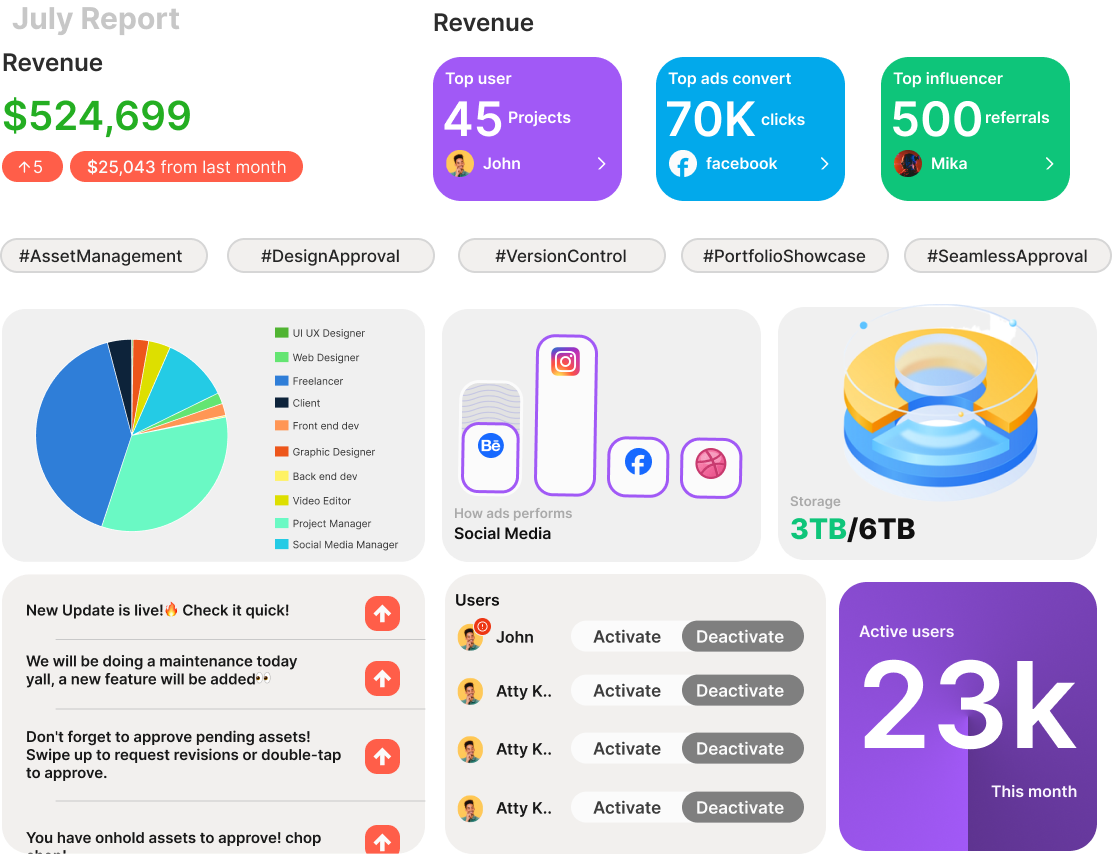 July Report
Revenue
$524,699
↑5
$25,043 from last month
Revenue
Top user
45 Projects
John
Top ads convert
70K clicks
facebook
Top influencer
500 referrals
Mika
#AssetManagement
#DesignApproval
#VersionControl
#PortfolioShowcase
#SeamlessApproval
UI UX Designer
Web Designer
Freelancer
Client
Front end dev
Graphic Designer
Back end dev
Video Editor
Project Manager
Social Media Manager
Bē
How ads performs
Social Media
Storage
3TB/6TB
New Update is live!🔥 Check it quick!
We will be doing a maintenance today
yall, a new feature will be added👀
Don't forget to approve pending assets!
Swipe up to request revisions or double-tap
to approve.
You have onhold assets to approve! chop
Users
John
Activate
Deactivate
Atty K..
Activate
Deactivate
Atty K..
Activate
Deactivate
Atty K..
Activate
Deactivate
Active users
23k
This month